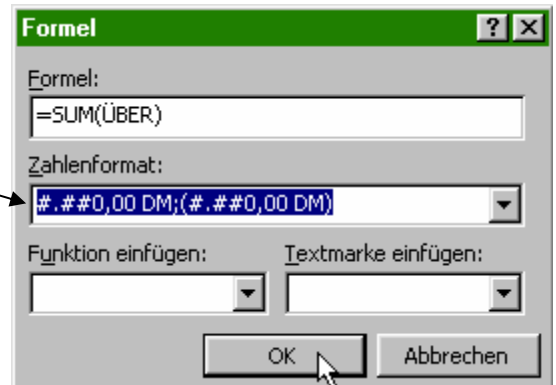 Formel
Formel:
=SUM(ÜBER)
Zahlenformat:
#.##0,00 DM;(#.##0,00 DM)
Funktion einfügen: Textmarke einfügen:
OK Abbrechen